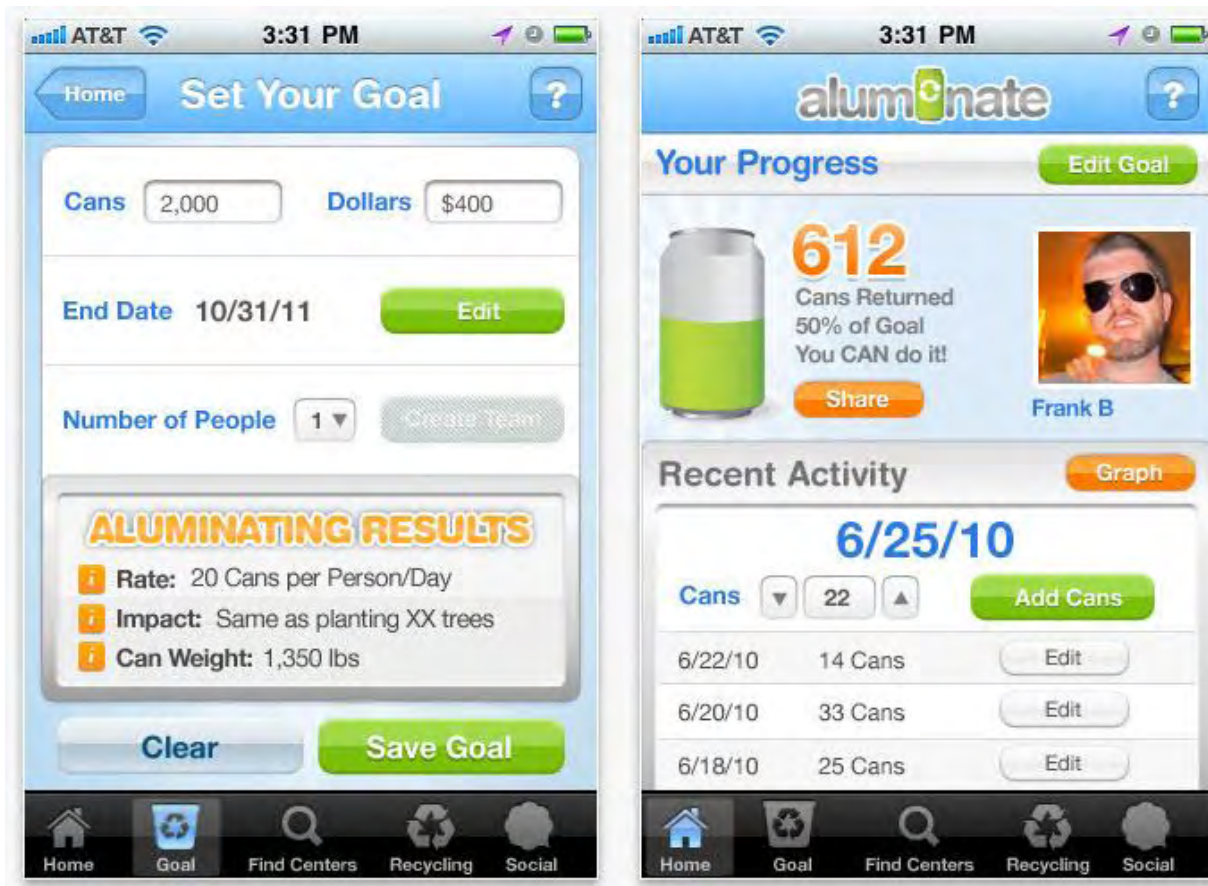 AT&T 3:31 PM
Home Set Your Goal ?
Cans 2,000 Dollars $400
End Date 10/31/11 Edit
Number of People 1 Create Team
ALUMINATING RESULTS
i Rate: 20 Cans per Person/Day
i Impact: Same as planting XX trees
i Can Weight: 1,350 lbs
Clear Save Goal
Home Goal Find Centers Recycling Social
AT&T 3:31 PM
aluminate ?
Your Progress Edit Goal
612
Cans Returned
50% of Goal
You CAN do it!
Share
Frank B
Recent Activity Graph
6/25/10
Cans 22 Add Cans
6/22/10 14 Cans Edit
6/20/10 33 Cans Edit
6/18/10 25 Cans Edit
Home Goal Find Centers Recycling Social